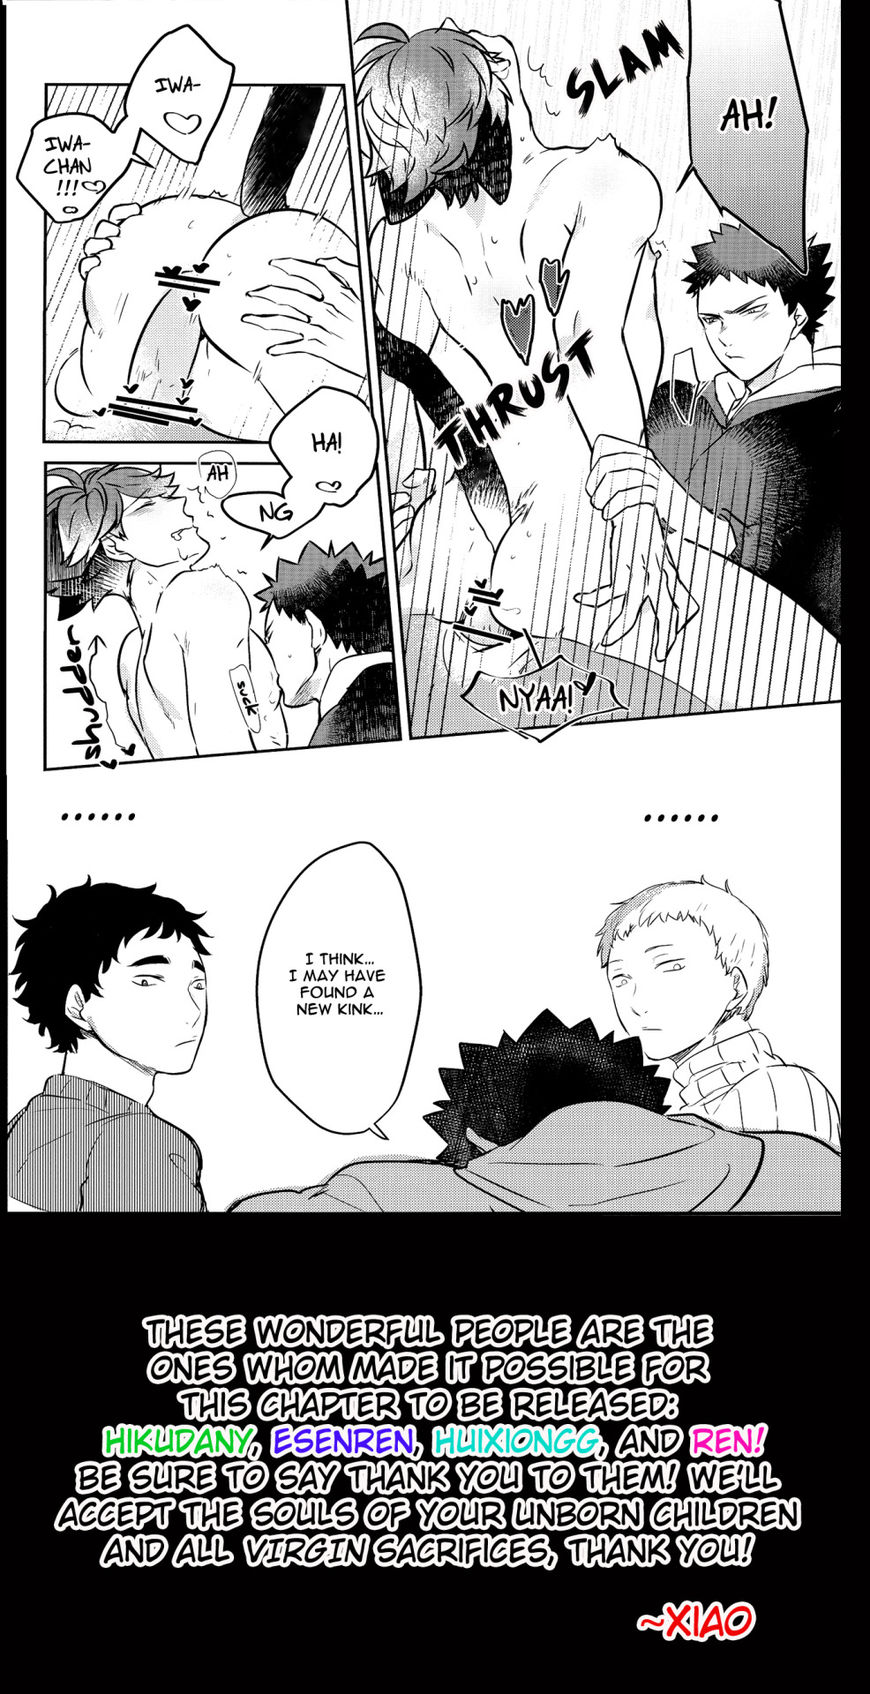 SLAM
AH!
IWA-
IWA-
CHAN
!!!
THRUST
HA!
AH
NG
shudder
suck
NYAA!
......
......
I THINK...
I MAY HAVE
FOUND A
NEW KINK...
THESE WONDERFUL PEOPLE ARE THE
ONES WHOM MADE IT POSSIBLE FOR
THIS CHAPTER TO BE RELEASED:
HIKUDANY, ESENREN, HUIXIONGG, AND REN!
BE SURE TO SAY THANK YOU TO THEM! WE'LL
ACCEPT THE SOULS OF YOUR UNBORN CHILDREN
AND ALL VIRGIN SACRIFICES, THANK YOU!
~XIAO